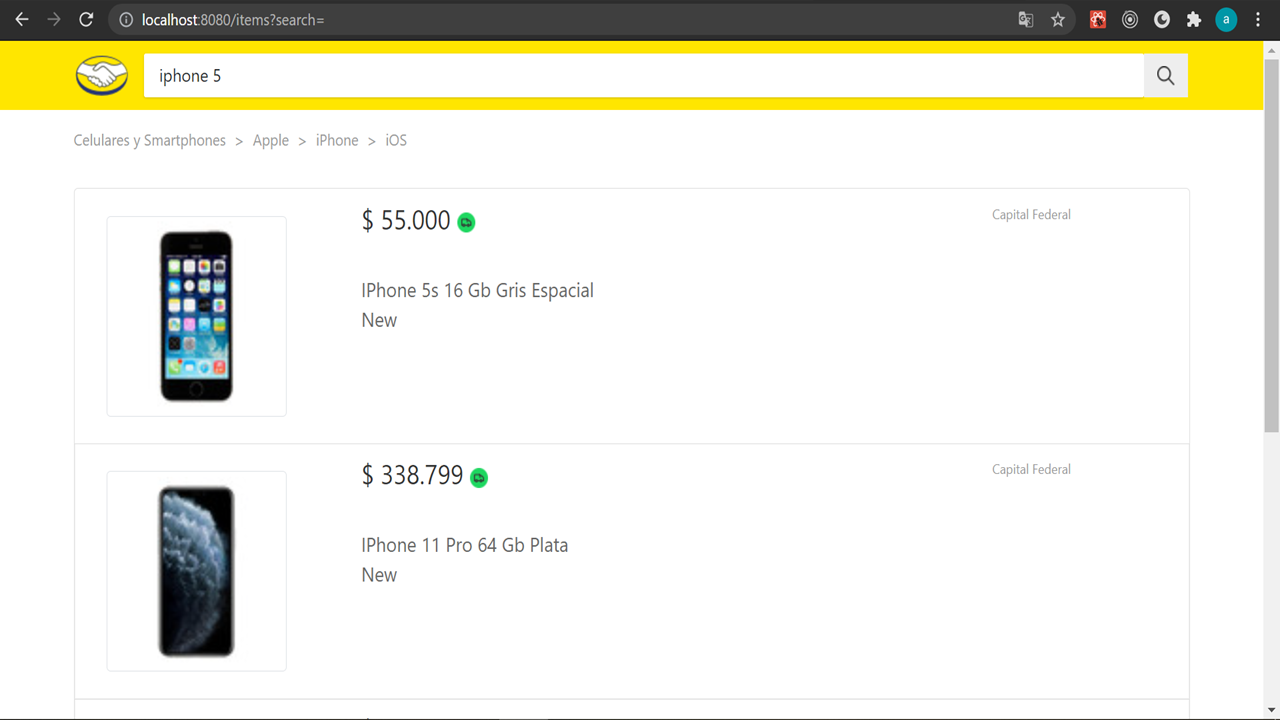 localhost:8080/items?search=
a
iphone 5
Celulares y Smartphones > Apple > iPhone > iOS
$ 55.000
Capital Federal
IPhone 5s 16 Gb Gris Espacial
New
$ 338.799
Capital Federal
IPhone 11 Pro 64 Gb Plata
New